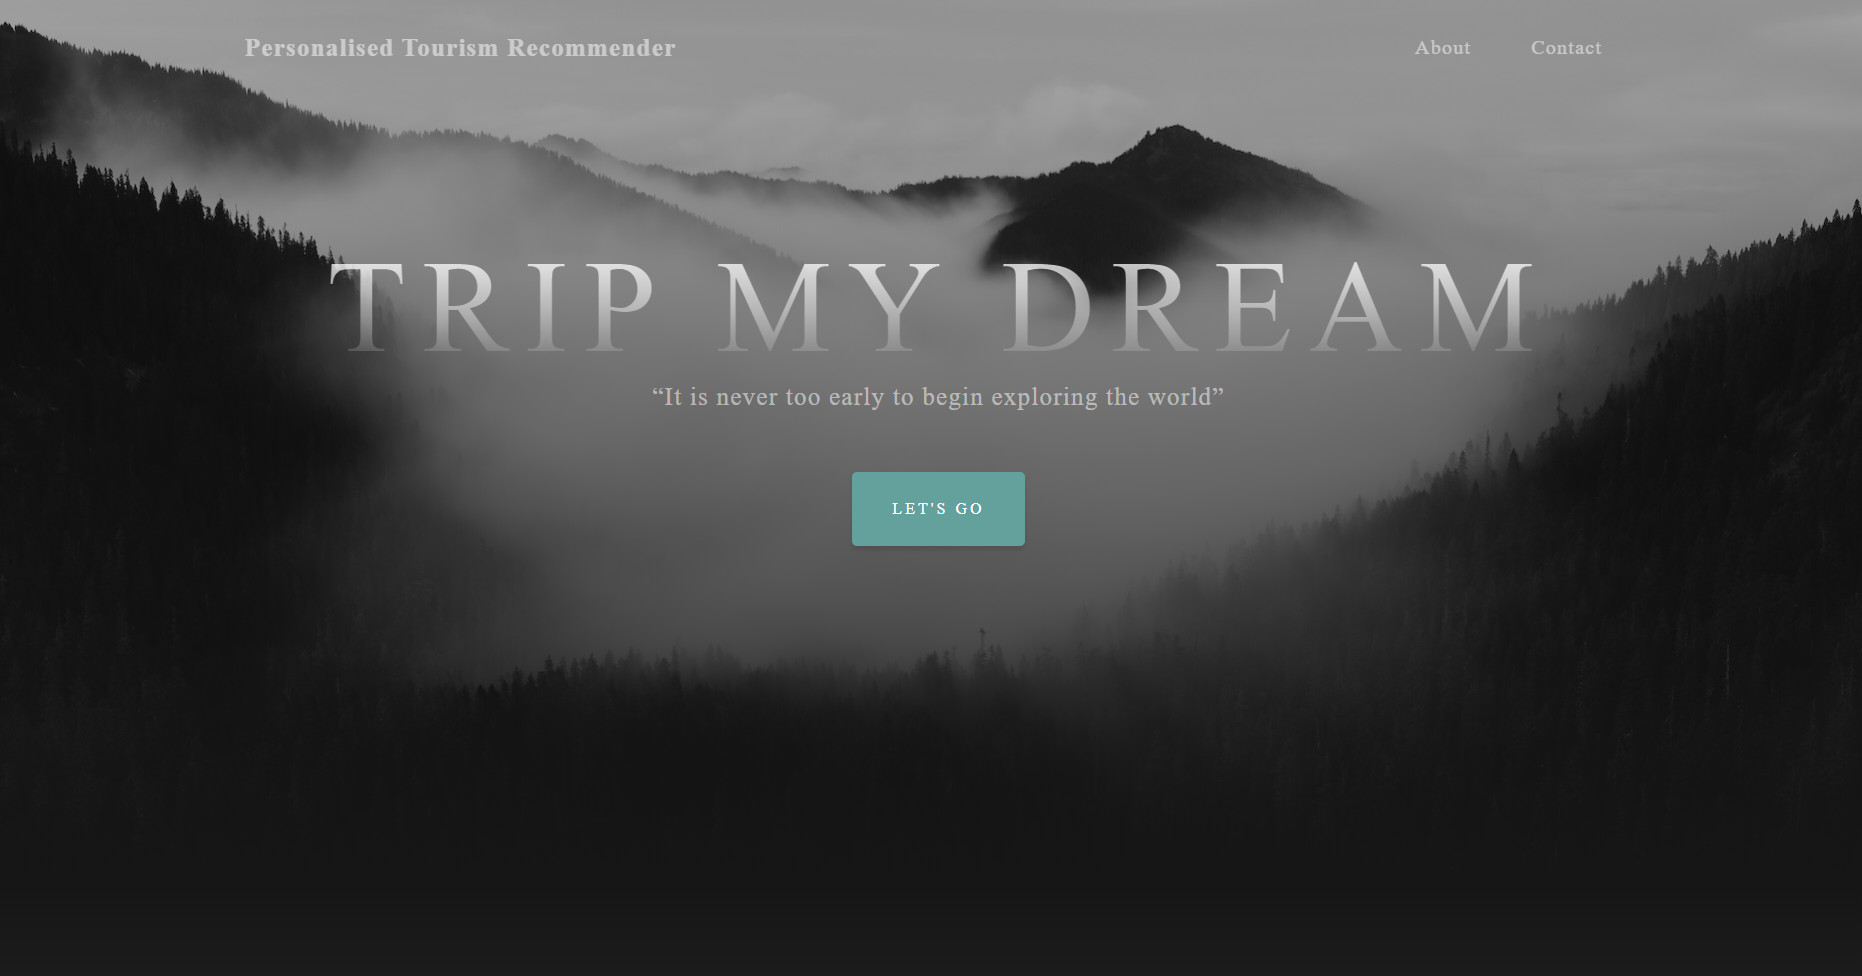 Personalised Tourism Recommender
About
Contact
TRIP MY DREAM
“It is never too early to begin exploring the world”
LET'S GO